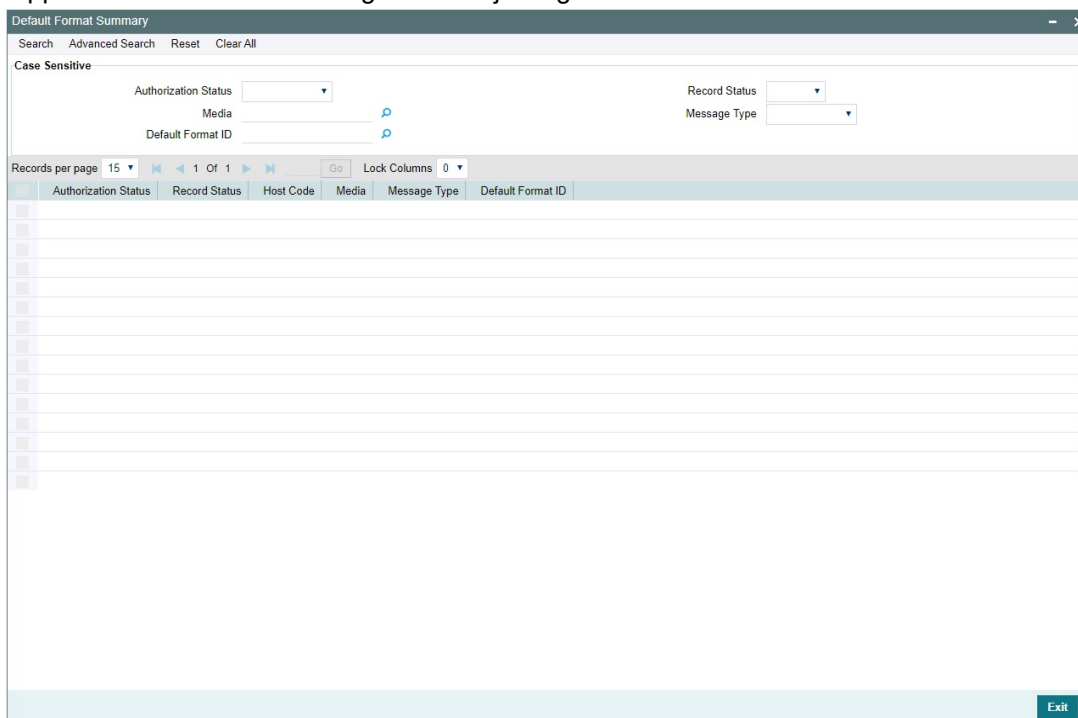 Default Format Summary
Search Advanced Search Reset Clear All
Case Sensitive
Authorization Status Record Status
Media Message Type
Default Format ID
Records per page 15 1 Of 1 Go Lock Columns 0
Authorization Status Record Status Host Code Media Message Type Default Format ID
Exit